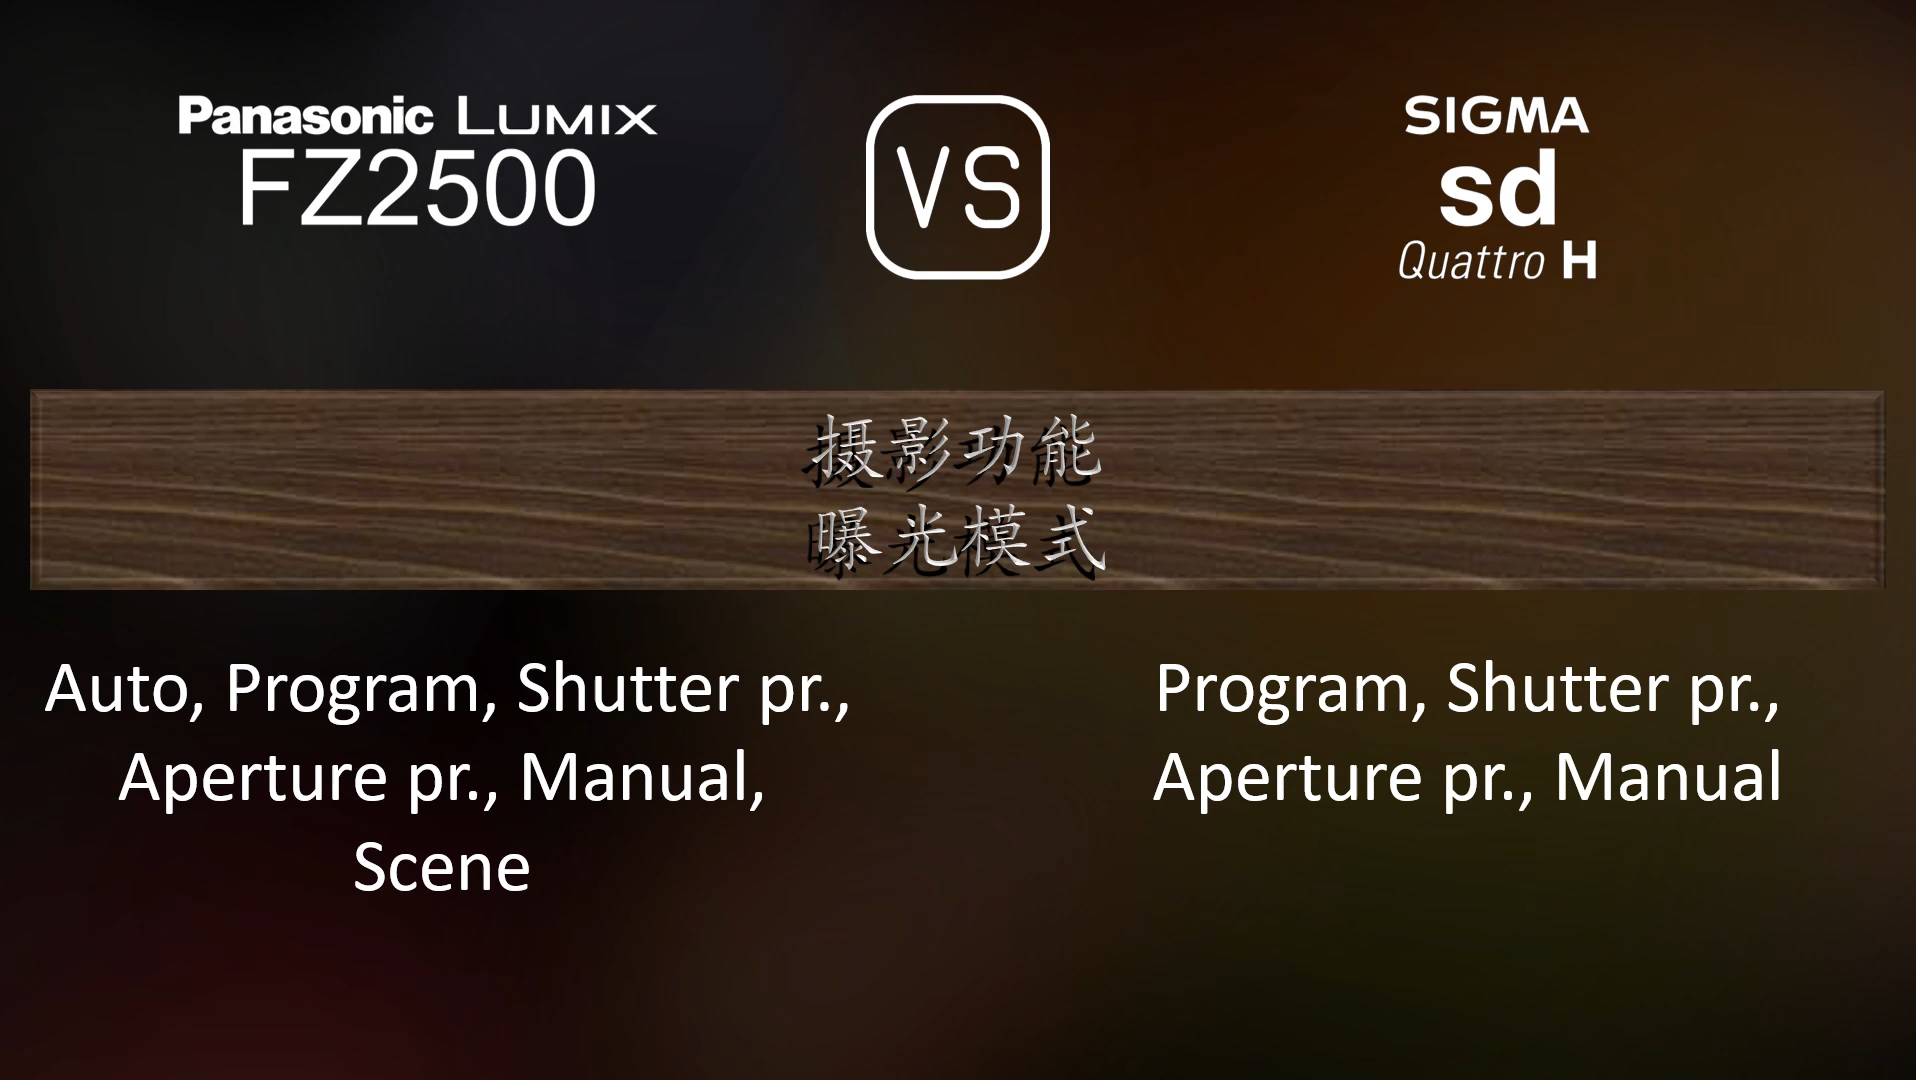 Panasonic LUMIX
FZ2500
VS
SIGMA
sd
Quattro H
摄影功能
曝光模式
Auto, Program, Shutter pr.,
Aperture pr., Manual,
Scene
Program, Shutter pr.,
Aperture pr., Manual